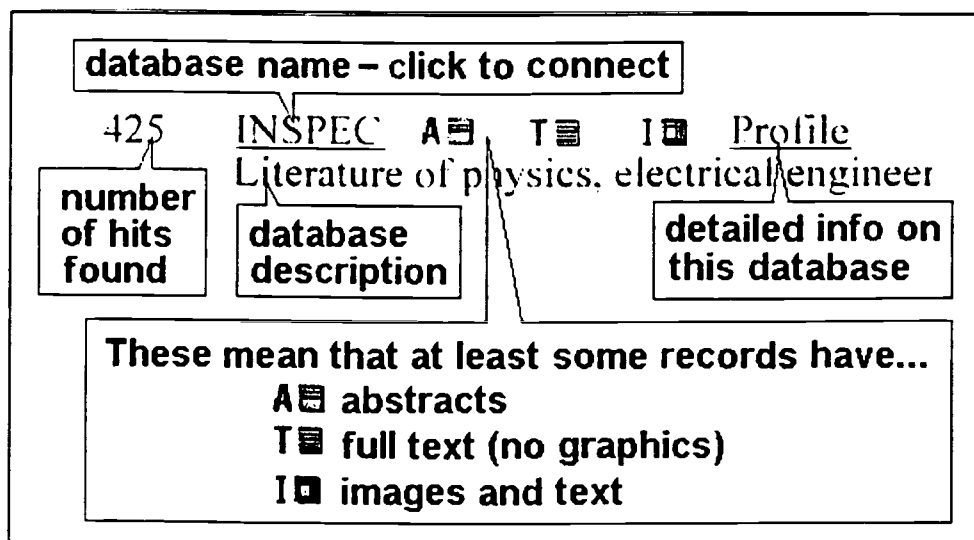 database name – click to connect
425 INSPEC A T I Profile
Literature of physics, electrical engineer
number
of hits
found
database
description
detailed info on
this database
These mean that at least some records have...
A abstracts
T full text (no graphics)
I images and text